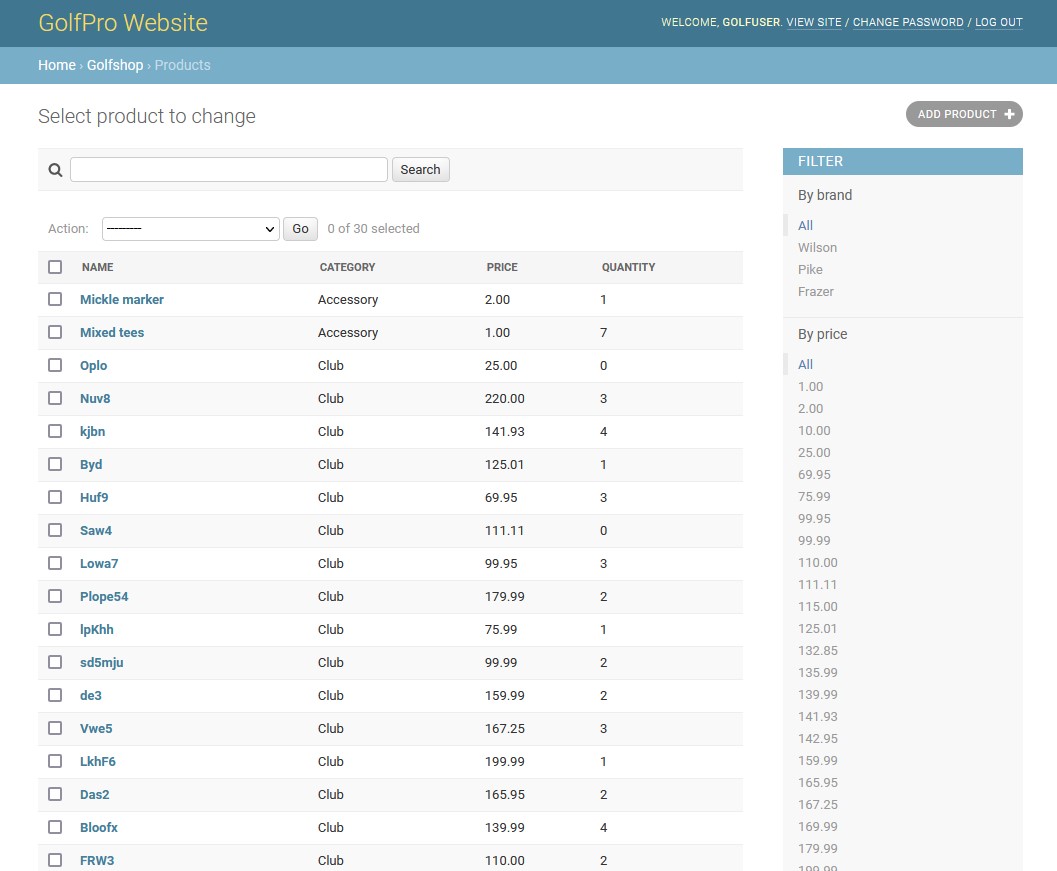 GolfPro Website
WELCOME, GOLFUSER. VIEW SITE / CHANGE PASSWORD / LOG OUT
Home › Golfshop › Products
Select product to change
ADD PRODUCT +
Search
Action: --------- Go 0 of 30 selected
NAME CATEGORY PRICE QUANTITY
Mickle marker Accessory 2.00 1
Mixed tees Accessory 1.00 7
Oplo Club 25.00 0
Nuv8 Club 220.00 3
kjbn Club 141.93 4
Byd Club 125.01 1
Huf9 Club 69.95 3
Saw4 Club 111.11 0
Lowa7 Club 99.95 3
Plope54 Club 179.99 2
lpKhh Club 75.99 1
sd5mju Club 99.99 2
de3 Club 159.99 2
Vwe5 Club 167.25 3
LkhF6 Club 199.99 1
Das2 Club 165.95 2
Bloofx Club 139.99 4
FRW3 Club 110.00 2
FILTER
By brand
All
Wilson
Pike
Frazer
By price
All
1.00
2.00
10.00
25.00
69.95
75.99
99.95
99.99
110.00
111.11
115.00
125.01
132.85
135.99
139.99
141.93
142.95
159.99
165.95
167.25
169.99
179.99
199.99